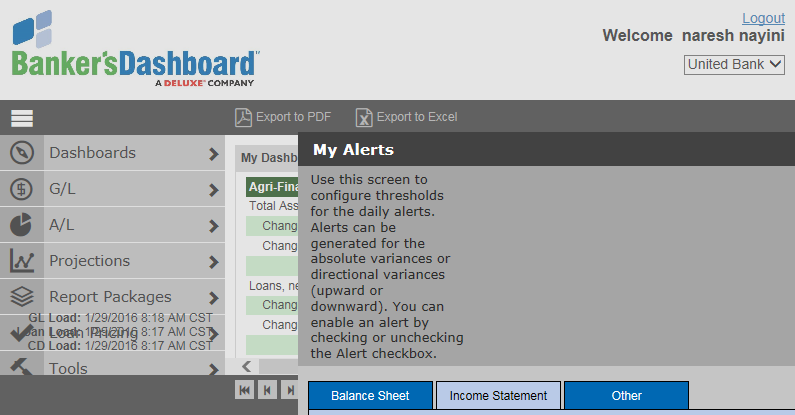 Logout
Welcome naresh nayini
Banker'sDashboard™
A DELUXE COMPANY
United Bank
Export to PDF
Export to Excel
Dashboards
G/L
A/L
Projections
Report Packages
GL Load: 1/29/2016 8:18 AM CST
Loan Pricing
Loan Load: 1/29/2016 8:17 AM CST
CD Load: 1/29/2016 8:17 AM CST
Tools
My Dashb
Agri-Fina
Total Ass
Chang
Chang
Loans, ne
Chang
Chang
My Alerts
Use this screen to
configure thresholds
for the daily alerts.
Alerts can be
generated for the
absolute variances or
directional variances
(upward or
downward). You can
enable an alert by
checking or unchecking
the Alert checkbox.
Balance Sheet
Income Statement
Other